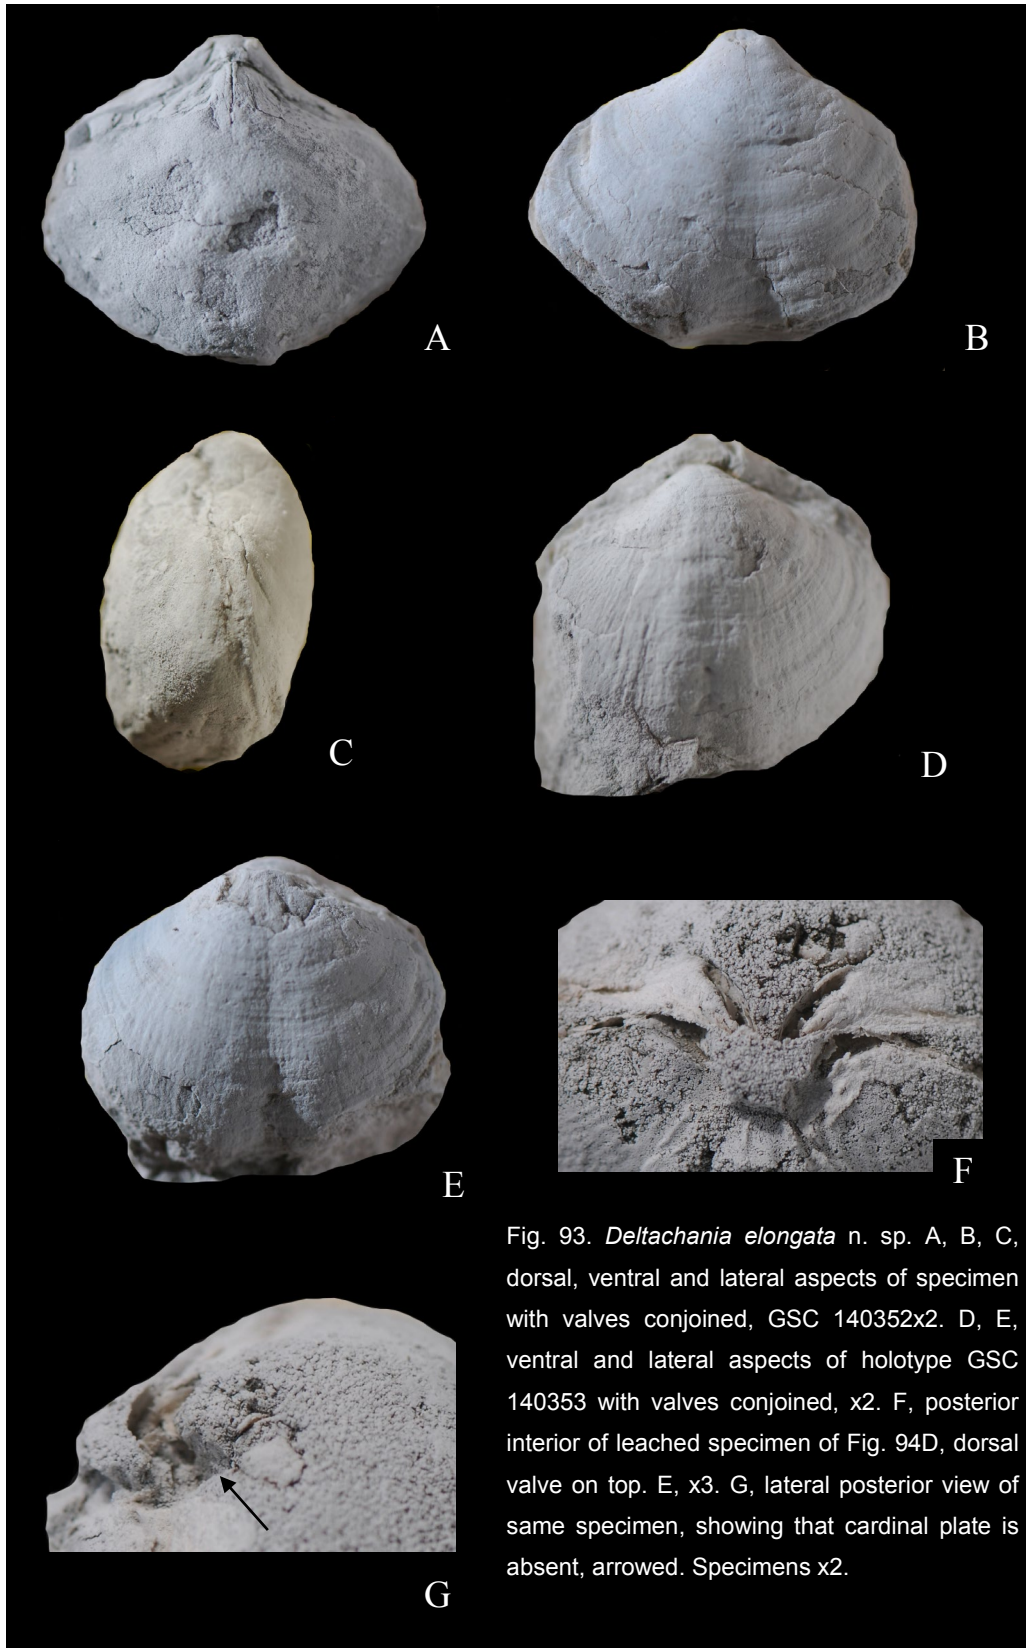 A
B
C
D
E
F
Fig. 93. Deltachania elongata n. sp. A, B, C,
dorsal, ventral and lateral aspects of specimen
with valves conjoined, GSC 140352x2. D, E,
ventral and lateral aspects of holotype GSC
140353 with valves conjoined, x2. F, posterior
interior of leached specimen of Fig. 94D, dorsal
valve on top. E, x3. G, lateral posterior view of
same specimen, showing that cardinal plate is
absent, arrowed. Specimens x2.
G